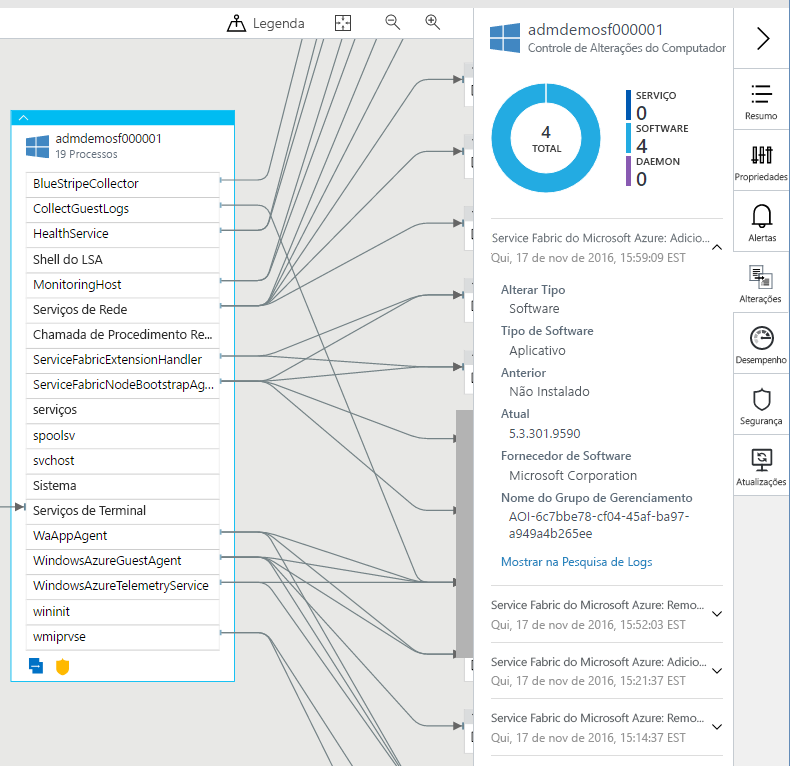 Legenda
admdemosf000001
19 Processos
BlueStripeCollector
CollectGuestLogs
HealthService
Shell do LSA
MonitoringHost
Serviços de Rede
Chamada de Procedimento Re...
ServiceFabricExtensionHandler
ServiceFabricNodeBootstrapAg...
serviços
spoolsv
svchost
Sistema
Serviços de Terminal
WaAppAgent
WindowsAzureGuestAgent
WindowsAzureTelemetryService
wininit
wmiprvse
admdemosf000001
Controle de Alterações do Computador
4
TOTAL
SERVIÇO
0
SOFTWARE
4
DAEMON
0
Service Fabric do Microsoft Azure: Adicio...
Qui, 17 de nov de 2016, 15:59:09 EST
Alterar Tipo
Software
Tipo de Software
Aplicativo
Anterior
Não Instalado
Atual
5.3.301.9590
Fornecedor de Software
Microsoft Corporation
Nome do Grupo de Gerenciamento
AOI-6c7bbe78-cf04-45af-ba97-
a949a4b265ee
Mostrar na Pesquisa de Logs
Service Fabric do Microsoft Azure: Remo...
Qui, 17 de nov de 2016, 15:52:03 EST
Service Fabric do Microsoft Azure: Adicio...
Qui, 17 de nov de 2016, 15:21:37 EST
Service Fabric do Microsoft Azure: Remo...
Qui, 17 de nov de 2016, 15:14:37 EST
Resumo
Propriedades
Alertas
Alterações
Desempenho
Segurança
Atualizações